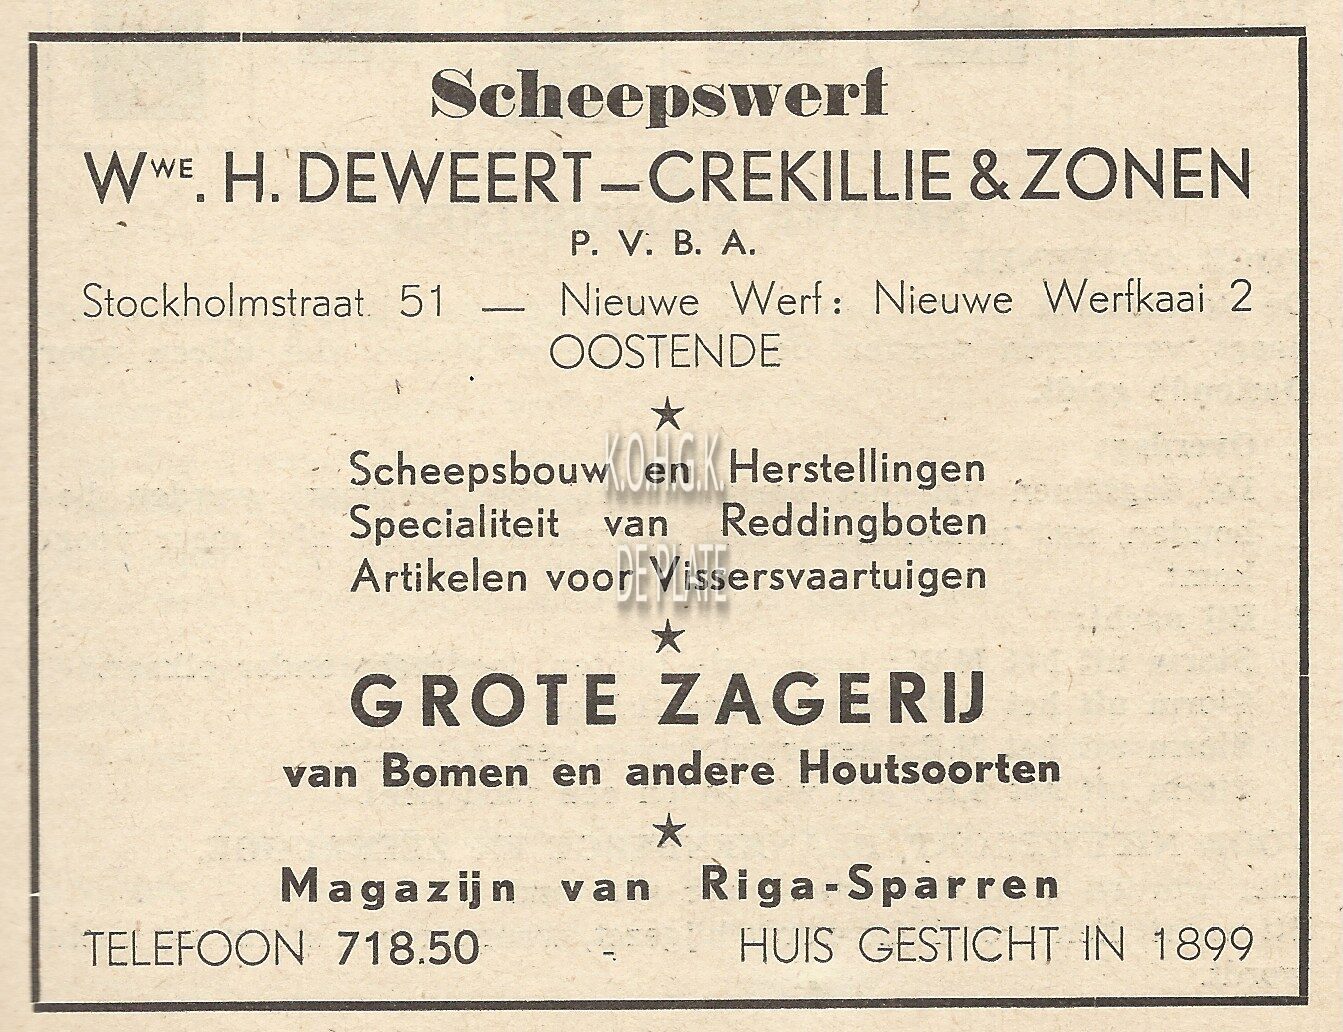 Scheepswerf
WWE. H. DEWEERT – CREKILLIE & ZONEN
P. V. B. A.
Stockholmstraat 51 — Nieuwe Werf: Nieuwe Werfkaai 2
OOSTENDE
★
Scheepsbouw en Herstellingen
K.O.H.G.K.
Specialiteit van Reddingboten
Artikelen voor Vissersvaartuigen
DE PLATE
★
GROTE ZAGERIJ
van Bomen en andere Houtsoorten
★
Magazijn van Riga-Sparren
TELEFOON 718.50 - HUIS GESTICHT IN 1899